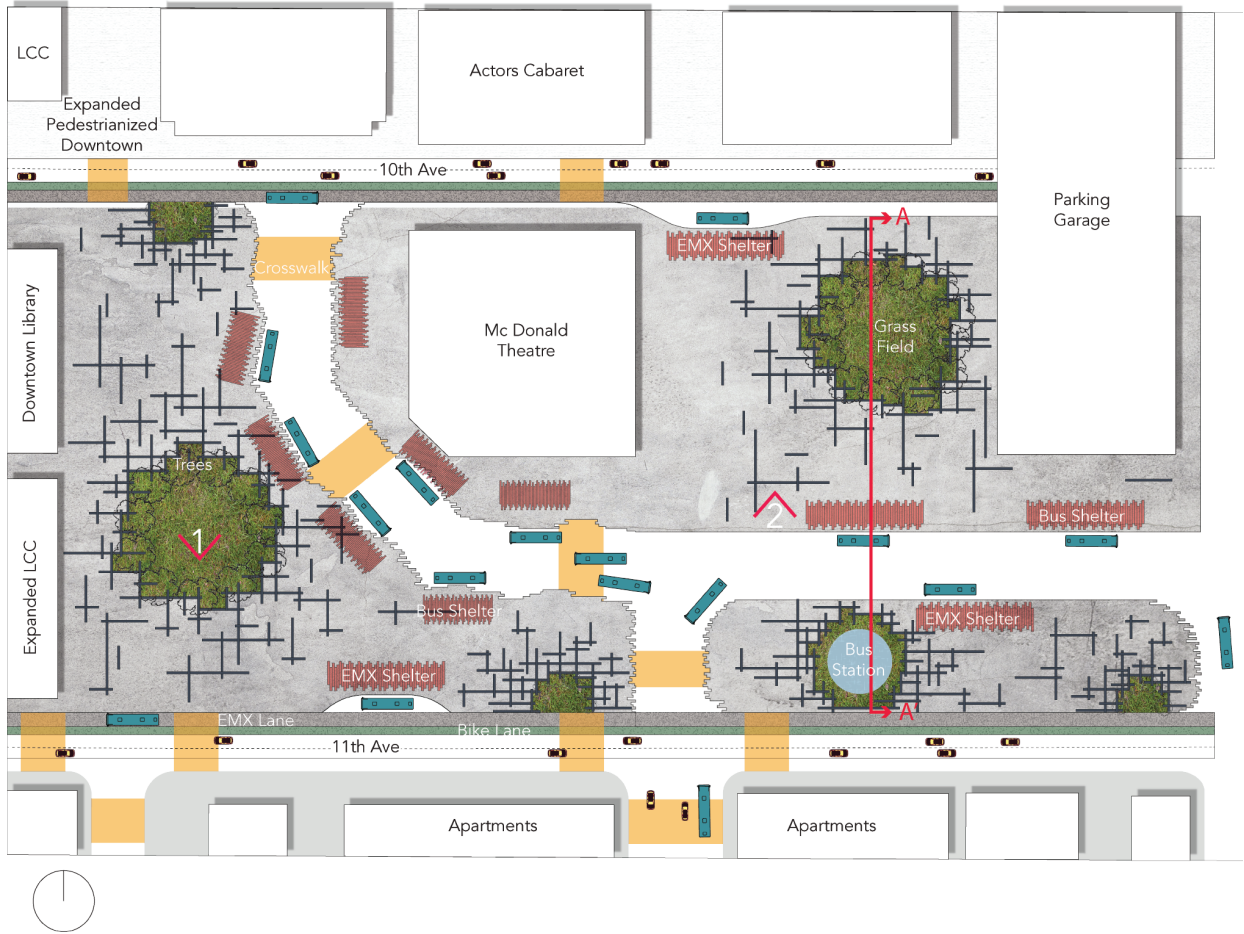 LCC
Actors Cabaret
Expanded
Pedestrianized
Downtown
10th Ave
Parking
Garage
A
EMX Shelter
Crosswalk
Downtown Library
Mc Donald
Theatre
Grass
Field
Trees
1
2
Bus Shelter
Expanded LCC
Bus Shelter
EMX Shelter
Bus
Station
EMX Shelter
A'
EMX Lane
Bike Lane
11th Ave
Apartments
Apartments